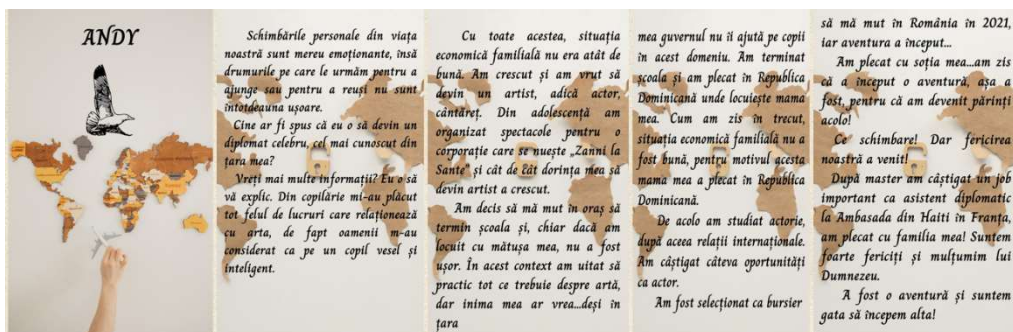 ANDY
Schimbările personale din viața
noastră sunt mereu emoționante, însă
drumurile pe care le urmăm pentru a
ajunge sau pentru a reuși nu sunt
întotdeauna ușoare.
Cine ar fi spus că eu o să devin un
diplomat celebru, cel mai cunoscut din
țara mea?
Vreți mai multe informații? Eu o să
vă explic. Din copilărie mi-au plăcut
tot felul de lucruri care relaționează
cu arta, de fapt oamenii m-au
considerat ca pe un copil vesel și
inteligent.
Cu toate acestea, situația
economică familială nu era atât de
bună. Am crescut și am vrut să
devin un artist, adică actor,
cântăreț. Din adolescență am
organizat spectacole pentru o
corporație care se nuește „Zanni la
Sante" și cât de cât dorința mea să
devin artist a crescut.
Am decis să mă mut în oraș să
termin școala și, chiar dacă am
locuit cu mătușa mea, nu a fost
ușor. În acest context am uitat să
practic tot ce trebuie despre artă,
dar inima mea ar vrea...deși în
țara
mea guvernul nu îi ajută pe copii
în acest domeniu. Am terminat
școala și am plecat în Republica
Dominicană unde locuiește mama
mea. Cum am zis în trecut,
situația economică familială nu a
fost bună, pentru motivul acesta
mama mea a plecat în Republica
Dominicană.
De acolo am studiat actorie,
după aceea relații internaționale.
Am câștigat câteva oportunități
ca actor.
Am fost selecționat ca bursier
să mă mut în România în 2021,
iar aventura a început...
Am plecat cu soția mea...am zis
că a început o aventură, așa a
fost, pentru că am devenit părinți
acolo!
Ce schimbare! Dar fericirea
noastră a venit!
După master am câștigat un job
important ca asistent diplomatic
la Ambasada din Haiti în Franța,
am plecat cu familia mea! Suntem
foarte fericiți și mulțumim lui
Dumnezeu.
A fost o aventură și suntem
gata să începem alta!